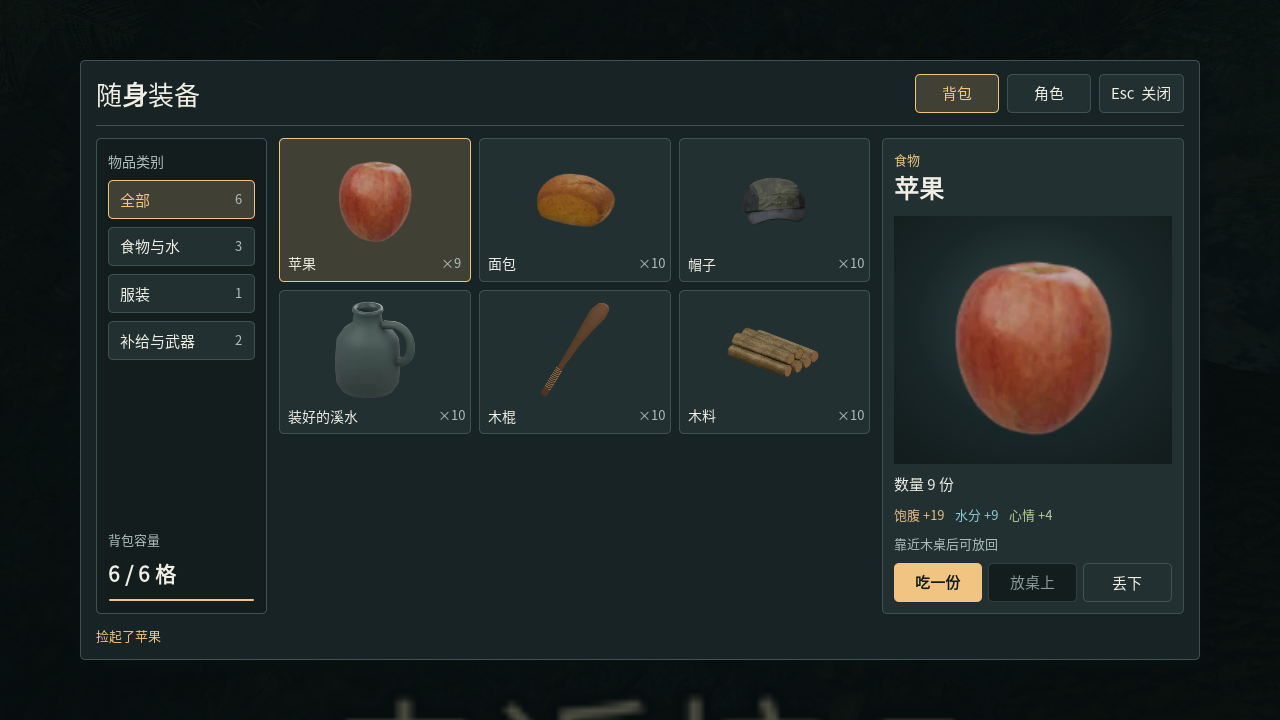 随身装备
背包
角色
Esc 关闭
物品类别
全部 6
食物与水 3
服装 1
补给与武器 2
背包容量
6 / 6 格
苹果 ×9
面包 ×10
帽子 ×10
装好的溪水 ×10
木棍 ×10
木料 ×10
食物
苹果
数量 9 份
饱腹 +19 水分 +9 心情 +4
靠近木桌后可放回
吃一份
放桌上
丢下
捡起了苹果